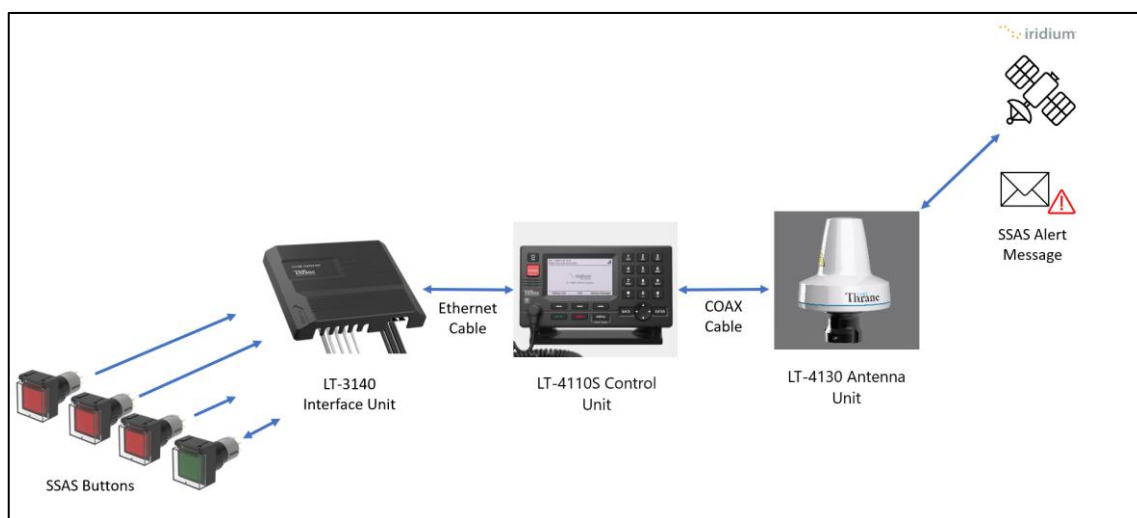 iridium
SSAS Alert
Message
Thrane
Ethernet
Cable
COAX
Cable
LT-3140
Interface Unit
LT-4110S Control
Unit
LT-4130 Antenna
Unit
SSAS Buttons